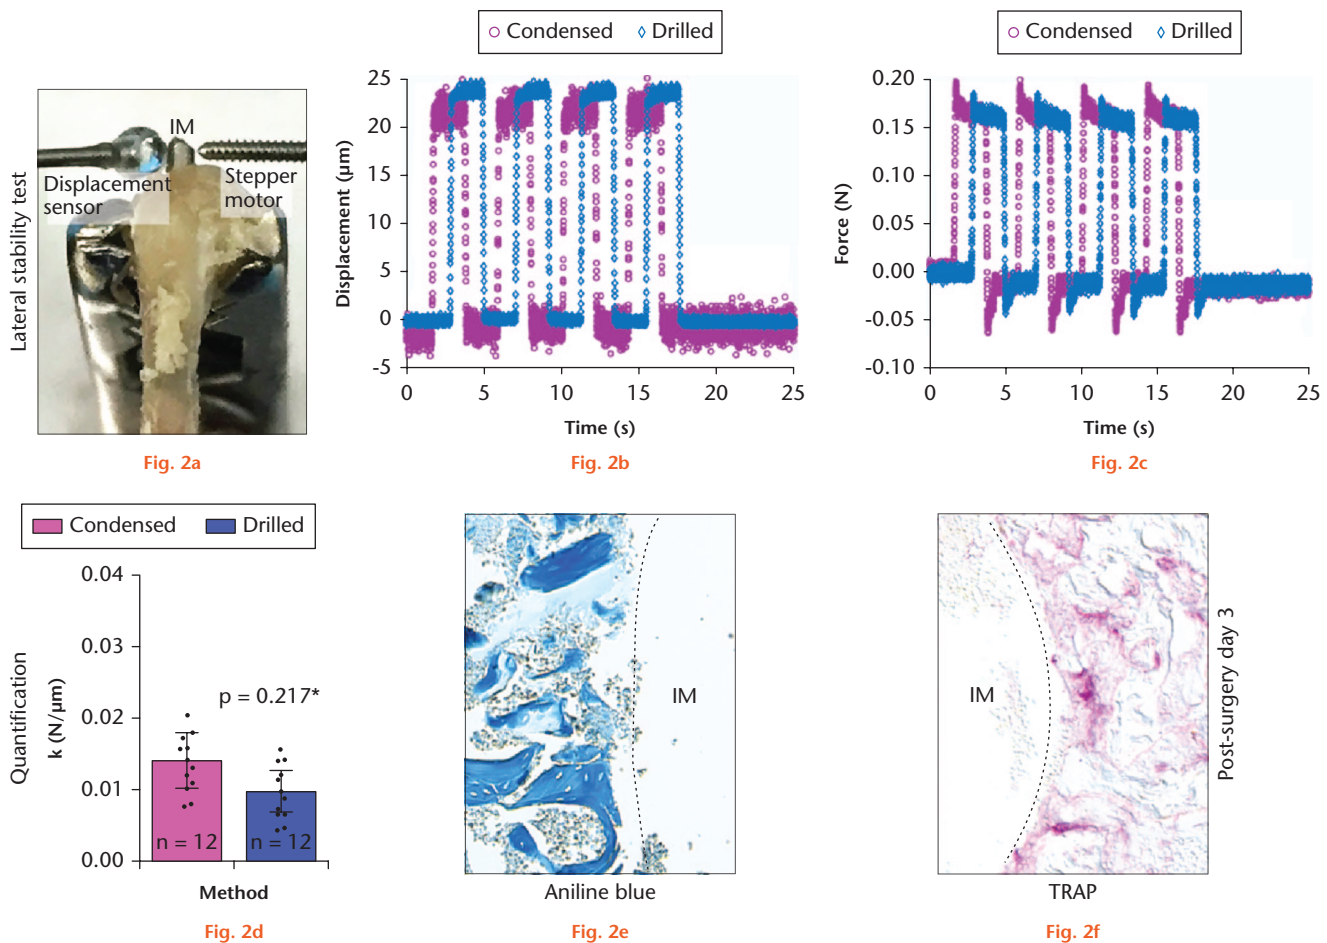 Condensed Drilled
Condensed Drilled
Lateral stability test
IM
Displacement
sensor
Stepper
motor
Fig. 2a
Displacement (μm)
25
20
15
10
5
0
-5
0 5 10 15 20 25
Time (s)
Fig. 2b
Force (N)
0.20
0.15
0.10
0.05
0.00
-0.05
-0.10
0 5 10 15 20 25
Time (s)
Fig. 2c
Condensed Drilled
Quantification
k (N/μm)
0.04
0.03
0.02
0.01
0.00
p = 0.217*
n = 12 n = 12
Method
Fig. 2d
IM
Aniline blue
Fig. 2e
IM
Post-surgery day 3
TRAP
Fig. 2f